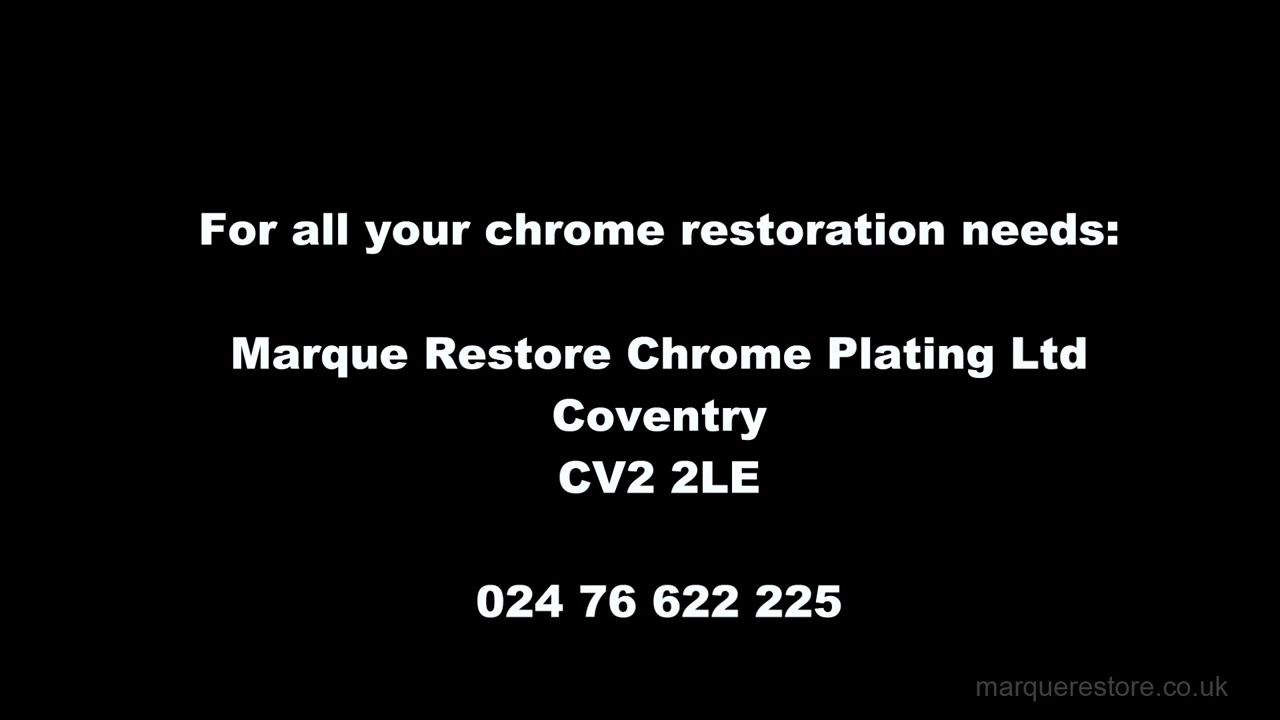 For all your chrome restoration needs:
Marque Restore Chrome Plating Ltd
Coventry
CV2 2LE
024 76 622 225
marquerestore.co.uk